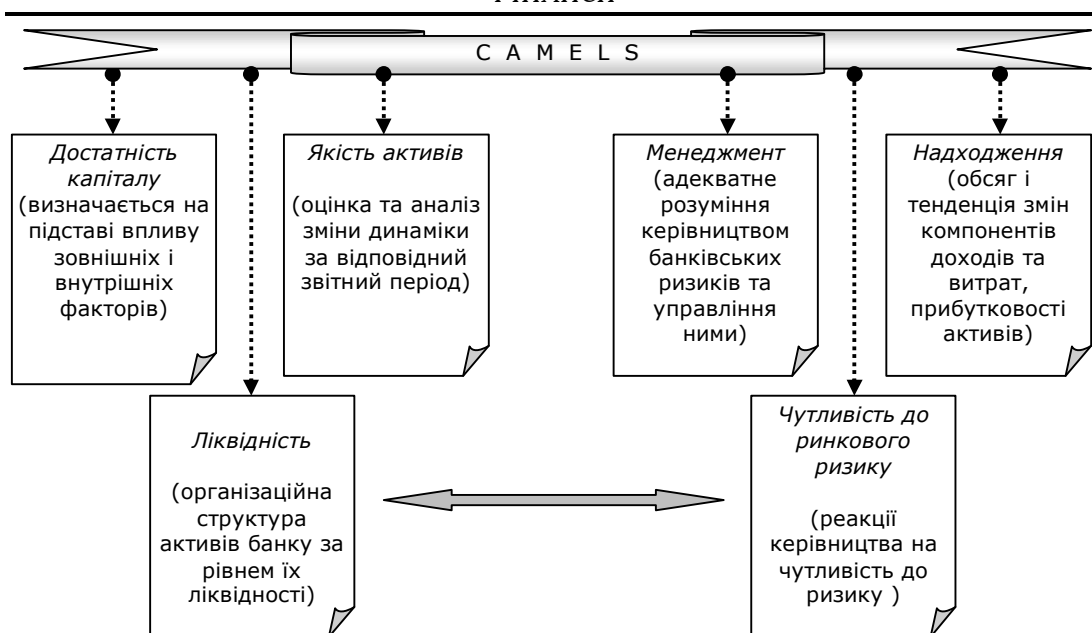 C A M E L S
Достатність
капіталу
(визначається на
підставі впливу
зовнішніх і
внутрішніх
факторів)
Якість активів
(оцінка та аналіз
зміни динаміки
за відповідний
звітний період)
Менеджмент
(адекватне
розуміння
керівництвом
банківських
ризиків та
управління
ними)
Надходження
(обсяг і
тенденція змін
компонентів
доходів та
витрат,
прибутковості
активів)
Ліквідність
(організаційна
структура
активів банку за
рівнем їх
ліквідності)
Чутливість до
ринкового
ризику
(реакції
керівництва на
чутливість до
ризику )